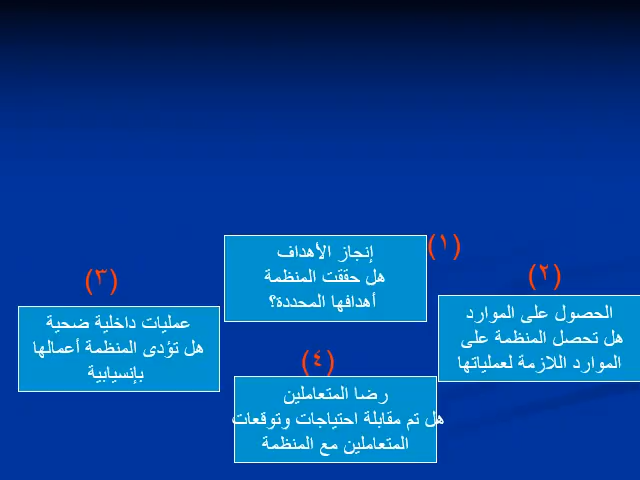 (١)
إنجاز الأهداف
هل حققت المنظمة
أهدافها المحددة؟
(٢)
الحصول على الموارد
هل تحصل المنظمة على
الموارد اللازمة لعملياتها
(٣)
عمليات داخلية ضحية
هل تؤدى المنظمة أعمالها
بإنسيابية
(٤)
رضا المتعاملين
هل تم مقابلة احتياجات وتوقعات
المتعاملين مع المنظمة